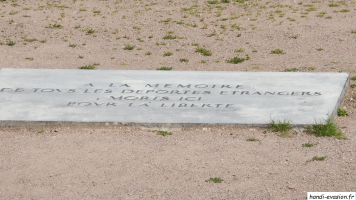 A LA MEMOIRE
DE TOUS LES DEPORTES ETRANGERS
MORTS ICI
POUR LA LIBERTE
handi-evasion.fr